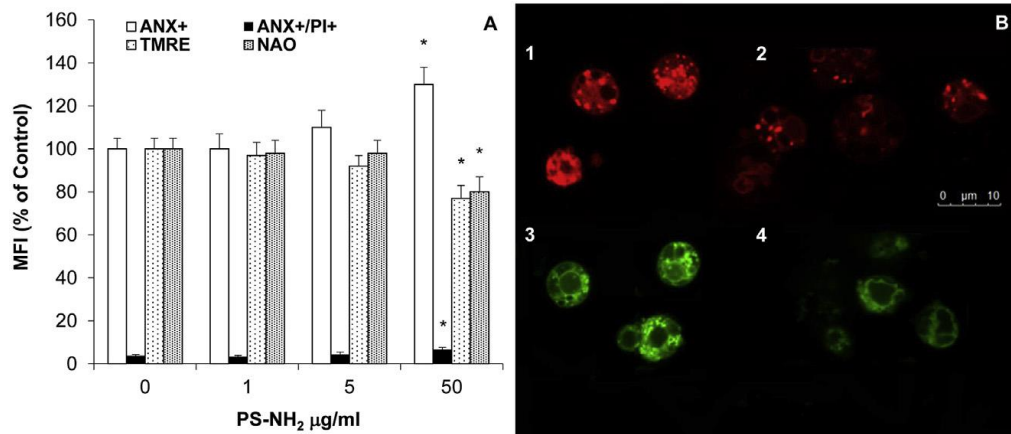 160
140
120
100
80
60
40
20
0
MFI (% of Control)
ANX+ ANX+/PI+
TMRE NAO
A
*
* *
*
0 1 5 50
PS-NH₂ µg/ml
B
1 2
0 µm 10
3 4